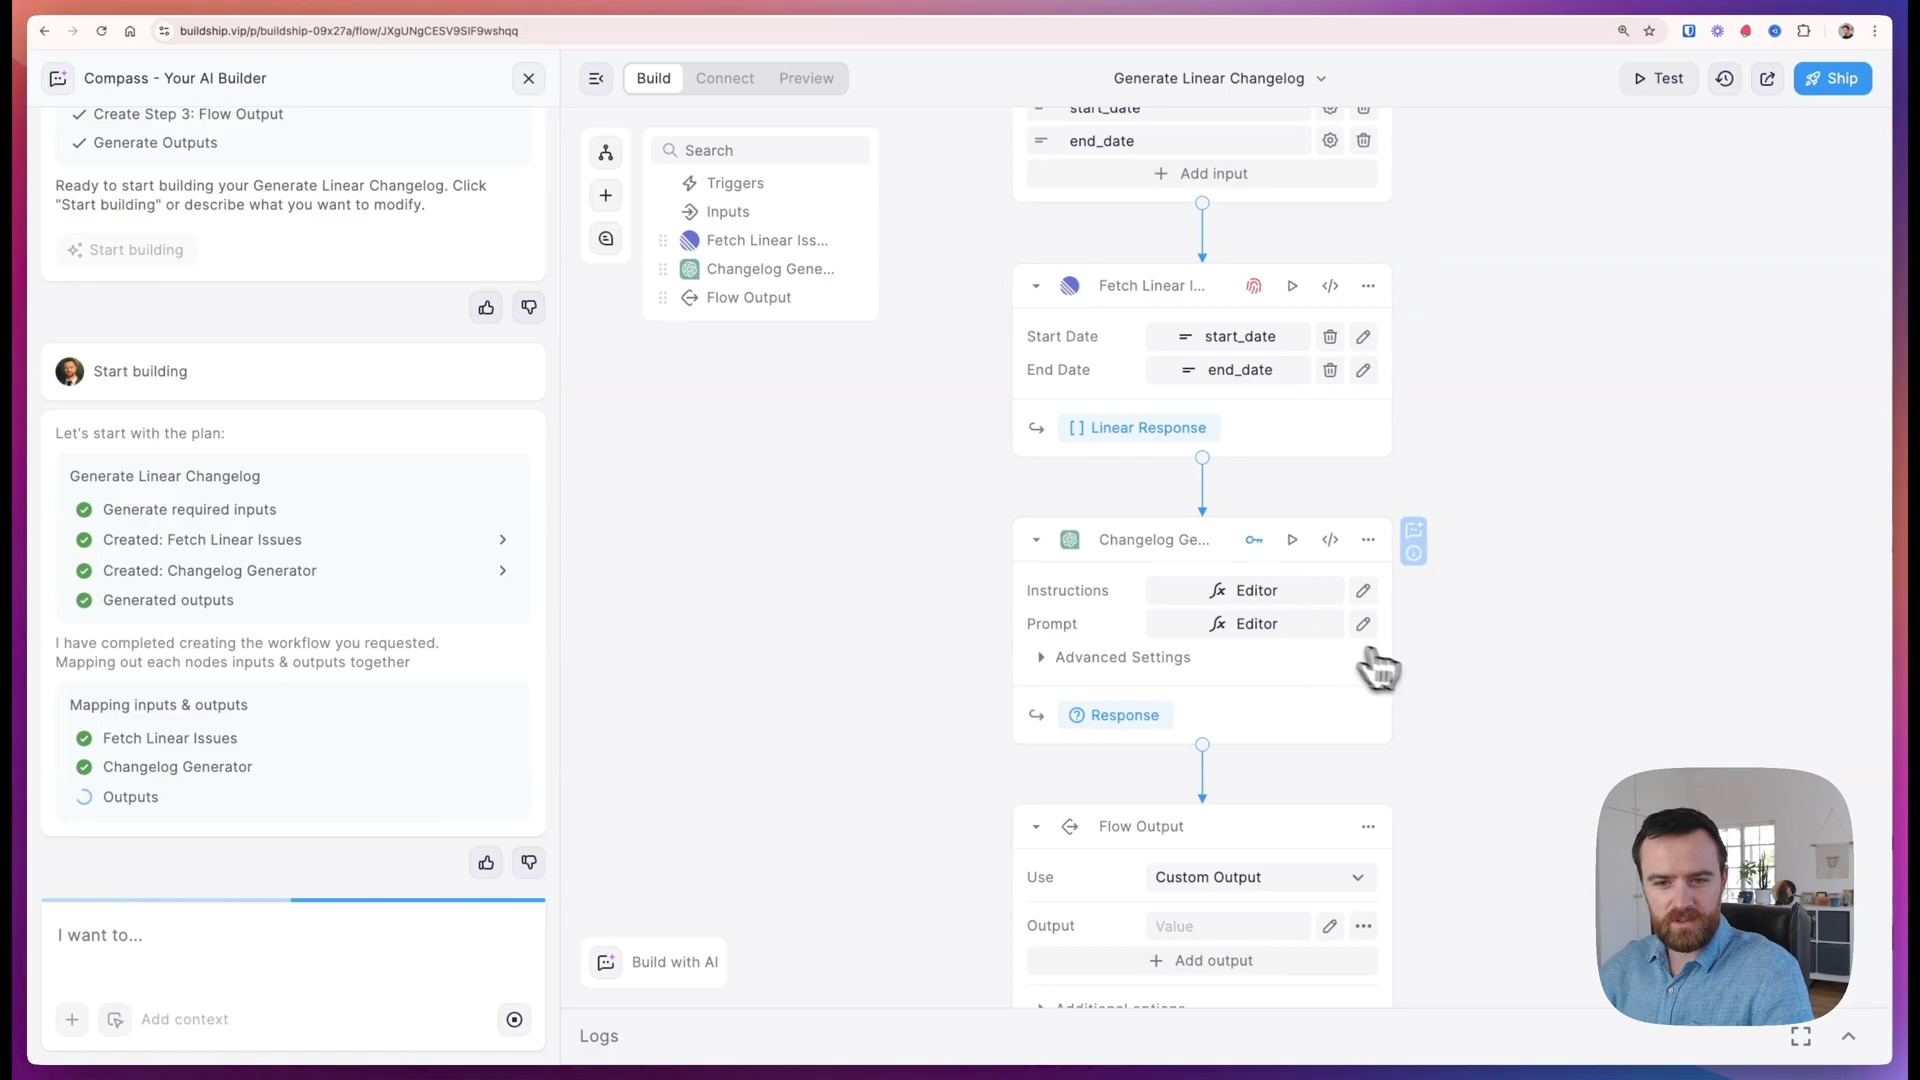 buildship.vip/p/buildship-09x27a/flow/JXgUNgCESV9SIF9wshqq
Compass - Your AI Builder
Build
Connect
Preview
Generate Linear Changelog
Test
Ship
Create Step 3: Flow Output
Generate Outputs
Ready to start building your Generate Linear Changelog. Click
"Start building" or describe what you want to modify.
Start building
Start building
Let's start with the plan:
Generate Linear Changelog
Generate required inputs
Created: Fetch Linear Issues
Created: Changelog Generator
Generated outputs
I have completed creating the workflow you requested.
Mapping out each nodes inputs & outputs together
Mapping inputs & outputs
Fetch Linear Issues
Changelog Generator
Outputs
I want to...
Add context
Search
Triggers
Inputs
Fetch Linear Iss...
Changelog Gene...
Flow Output
Build with AI
Logs
start_date
end_date
Add input
Fetch Linear I...
Start Date
start_date
End Date
end_date
[ ] Linear Response
Changelog Ge...
Instructions
fx Editor
Prompt
fx Editor
Advanced Settings
Response
Flow Output
Use
Custom Output
Output
Value
Add output
Additional options